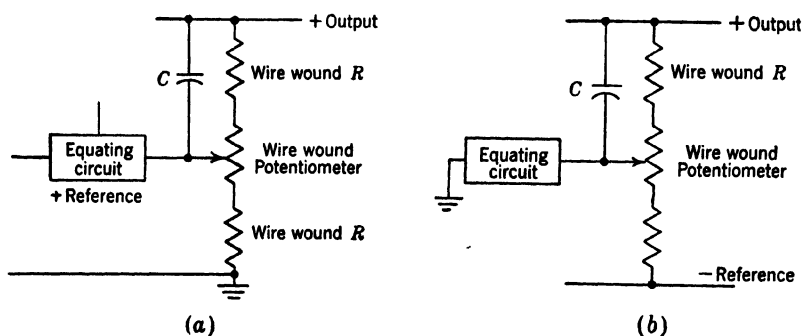 + Output
C
Wire wound R
Equating
circuit
+ Reference
Wire wound
Potentiometer
Wire wound R
(a)
+ Output
C
Wire wound R
Equating
circuit
Wire wound
Potentiometer
− Reference
(b)